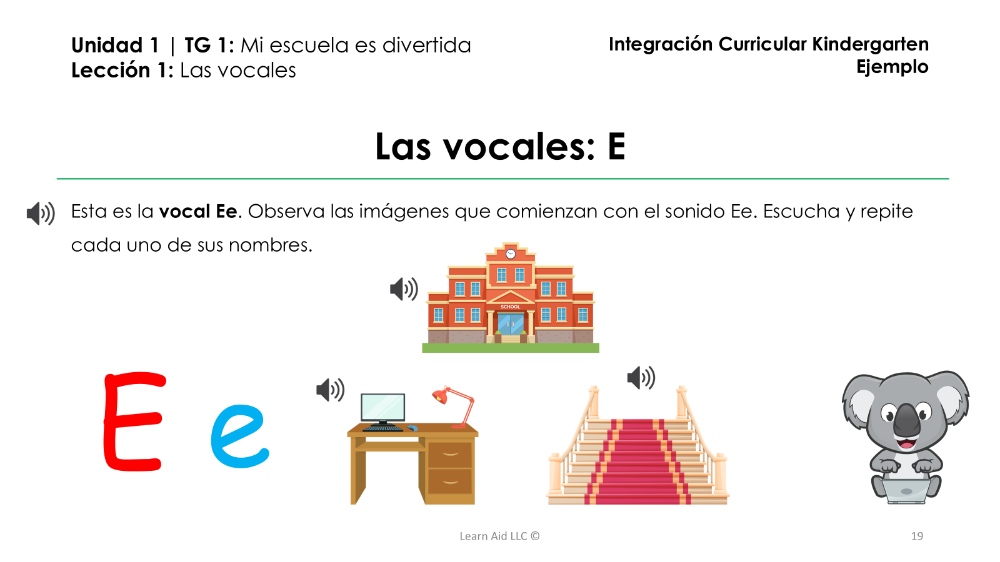 Unidad 1 | TG 1: Mi escuela es divertida
Lección 1: Las vocales
Integración Curricular Kindergarten
Ejemplo
Las vocales: E
Esta es la vocal Ee. Observa las imágenes que comienzan con el sonido Ee. Escucha y repite
cada uno de sus nombres.
SCHOOL
E e
Learn Aid LLC ©
19